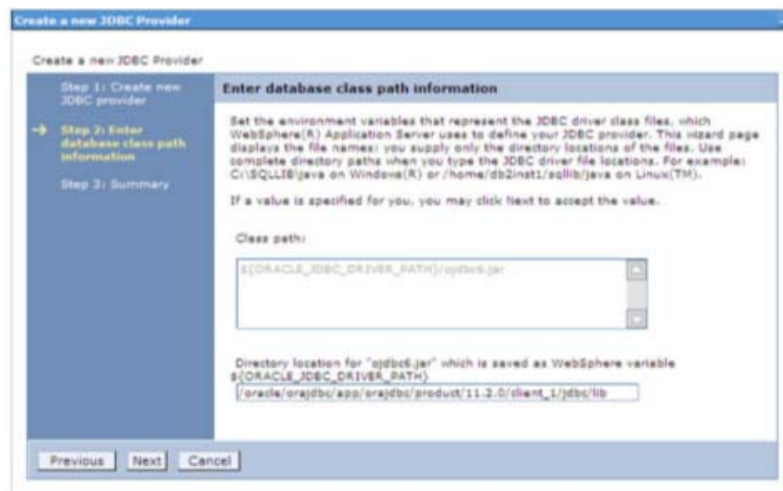 Create a new JDBC Provider
Create a new JDBC Provider
Step 1: Create new
JDBC provider
Step 2: Enter
database class path
information
Step 3: Summary
Enter database class path information
Set the environment variables that represent the JDBC driver class files, which
WebSphere(R) Application Server uses to define your JDBC provider. This wizard page
displays the file names; you supply only the directory locations of the files. Use
complete directory paths when you type the JDBC driver file locations. For example:
C:\SQLLIB\java on Windows(R) or /home/db2inst1/sqllib/java on Linux(TM).
If a value is specified for you, you may click Next to accept the value.
Class path:
${ORACLE_JDBC_DRIVER_PATH}/ojdbc6.jar
Directory location for "ojdbc6.jar" which is saved as WebSphere variable
${ORACLE_JDBC_DRIVER_PATH}
/oracle/orajdbc/app/orajdbc/product/11.2.0/client_1/jdbc/lib
Previous Next Cancel